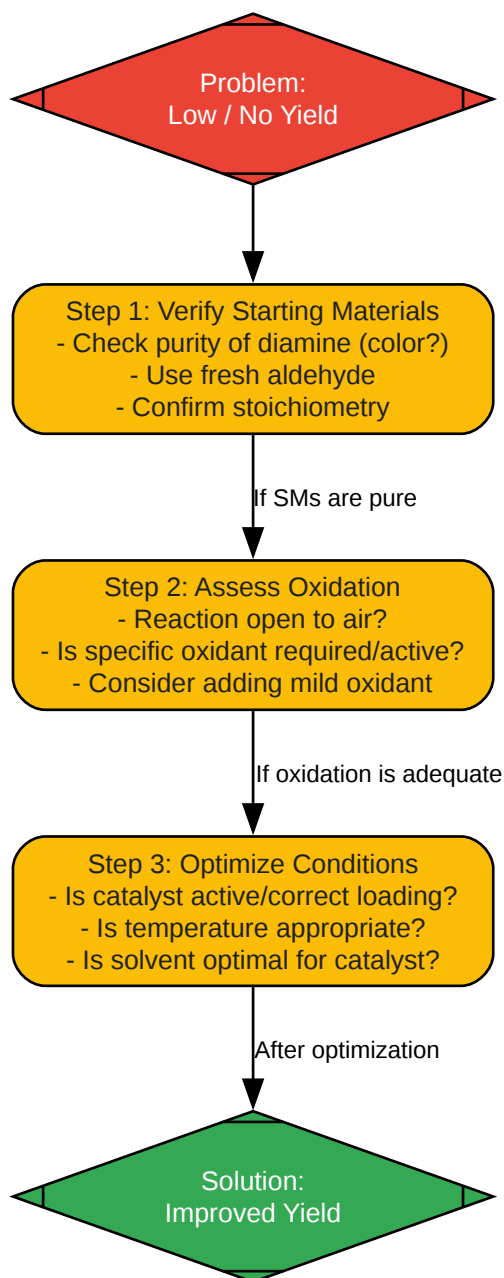 Problem:
Low / No Yield
Step 1: Verify Starting Materials
- Check purity of diamine (color?)
- Use fresh aldehyde
- Confirm stoichiometry
If SMs are pure
Step 2: Assess Oxidation
- Reaction open to air?
- Is specific oxidant required/active?
- Consider adding mild oxidant
If oxidation is adequate
Step 3: Optimize Conditions
- Is catalyst active/correct loading?
- Is temperature appropriate?
- Is solvent optimal for catalyst?
After optimization
Solution:
Improved Yield